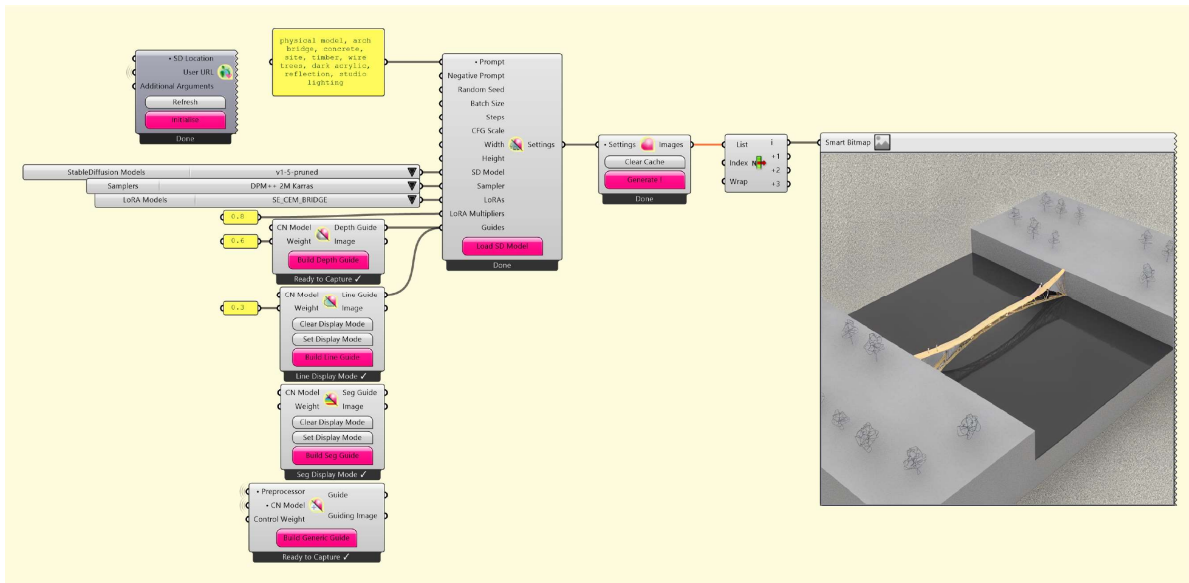 • SD Location
User URL
Additional Arguments
Refresh
Initialise
Done
physical model, arch
bridge, concrete,
site, timber, wire
trees, dark acrylic,
reflection, studio
lighting
• Prompt
Negative Prompt
Random Seed
Batch Size
Steps
CFG Scale
Width
Height
SD Model
Sampler
LoRAs
LoRA Multipliers
Guides
Settings
Load SD Model
Done
StableDiffusion Models v1-5-pruned
Samplers DPM++ 2M Karras
LoRA Models SE_CEM_BRIDGE
0.8
0.6
CN Model Depth Guide
Weight Image
Build Depth Guide
Ready to Capture ✓
0.3
CN Model Line Guide
Weight Image
Clear Display Mode
Set Display Mode
Build Line Guide
Line Display Mode ✓
CN Model Seg Guide
Weight Image
Clear Display Mode
Set Display Mode
Build Seg Guide
Seg Display Mode ✓
• Preprocessor
• CN Model
Control Weight
Guide
Guiding Image
Build Generic Guide
Ready to Capture ✓
• Settings Images
Clear Cache
Generate !
Done
List i
Index +1
Wrap +2
+3
Smart Bitmap